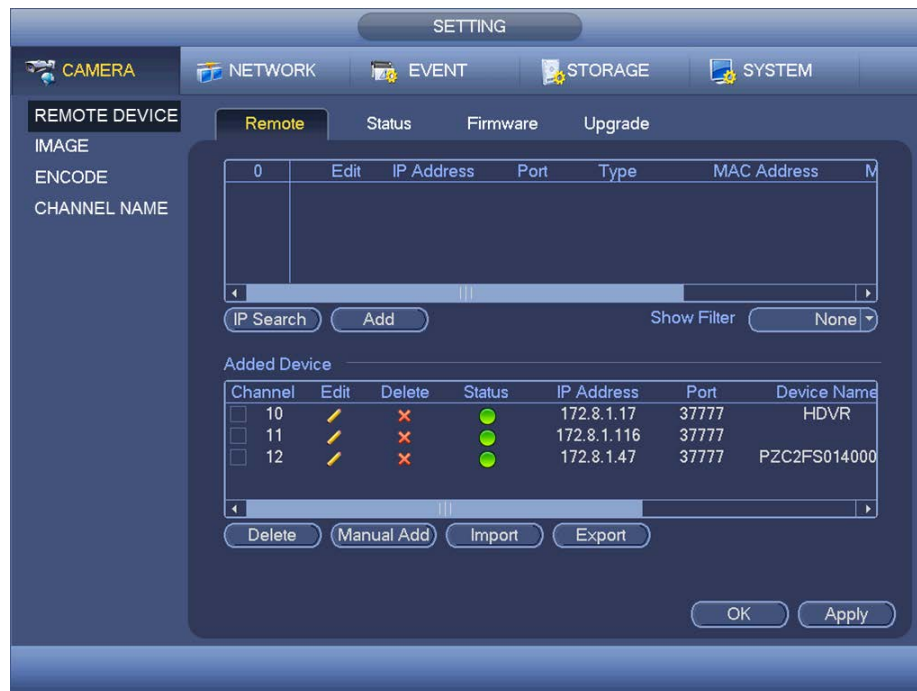 SETTING
CAMERA NETWORK EVENT STORAGE SYSTEM
REMOTE DEVICE
IMAGE
ENCODE
CHANNEL NAME
Remote Status Firmware Upgrade
0 Edit IP Address Port Type MAC Address M
IP Search Add Show Filter None
Added Device
Channel Edit Delete Status IP Address Port Device Name
10 172.8.1.17 37777 HDVR
11 172.8.1.116 37777
12 172.8.1.47 37777 PZC2FS014000
Delete Manual Add Import Export
OK Apply